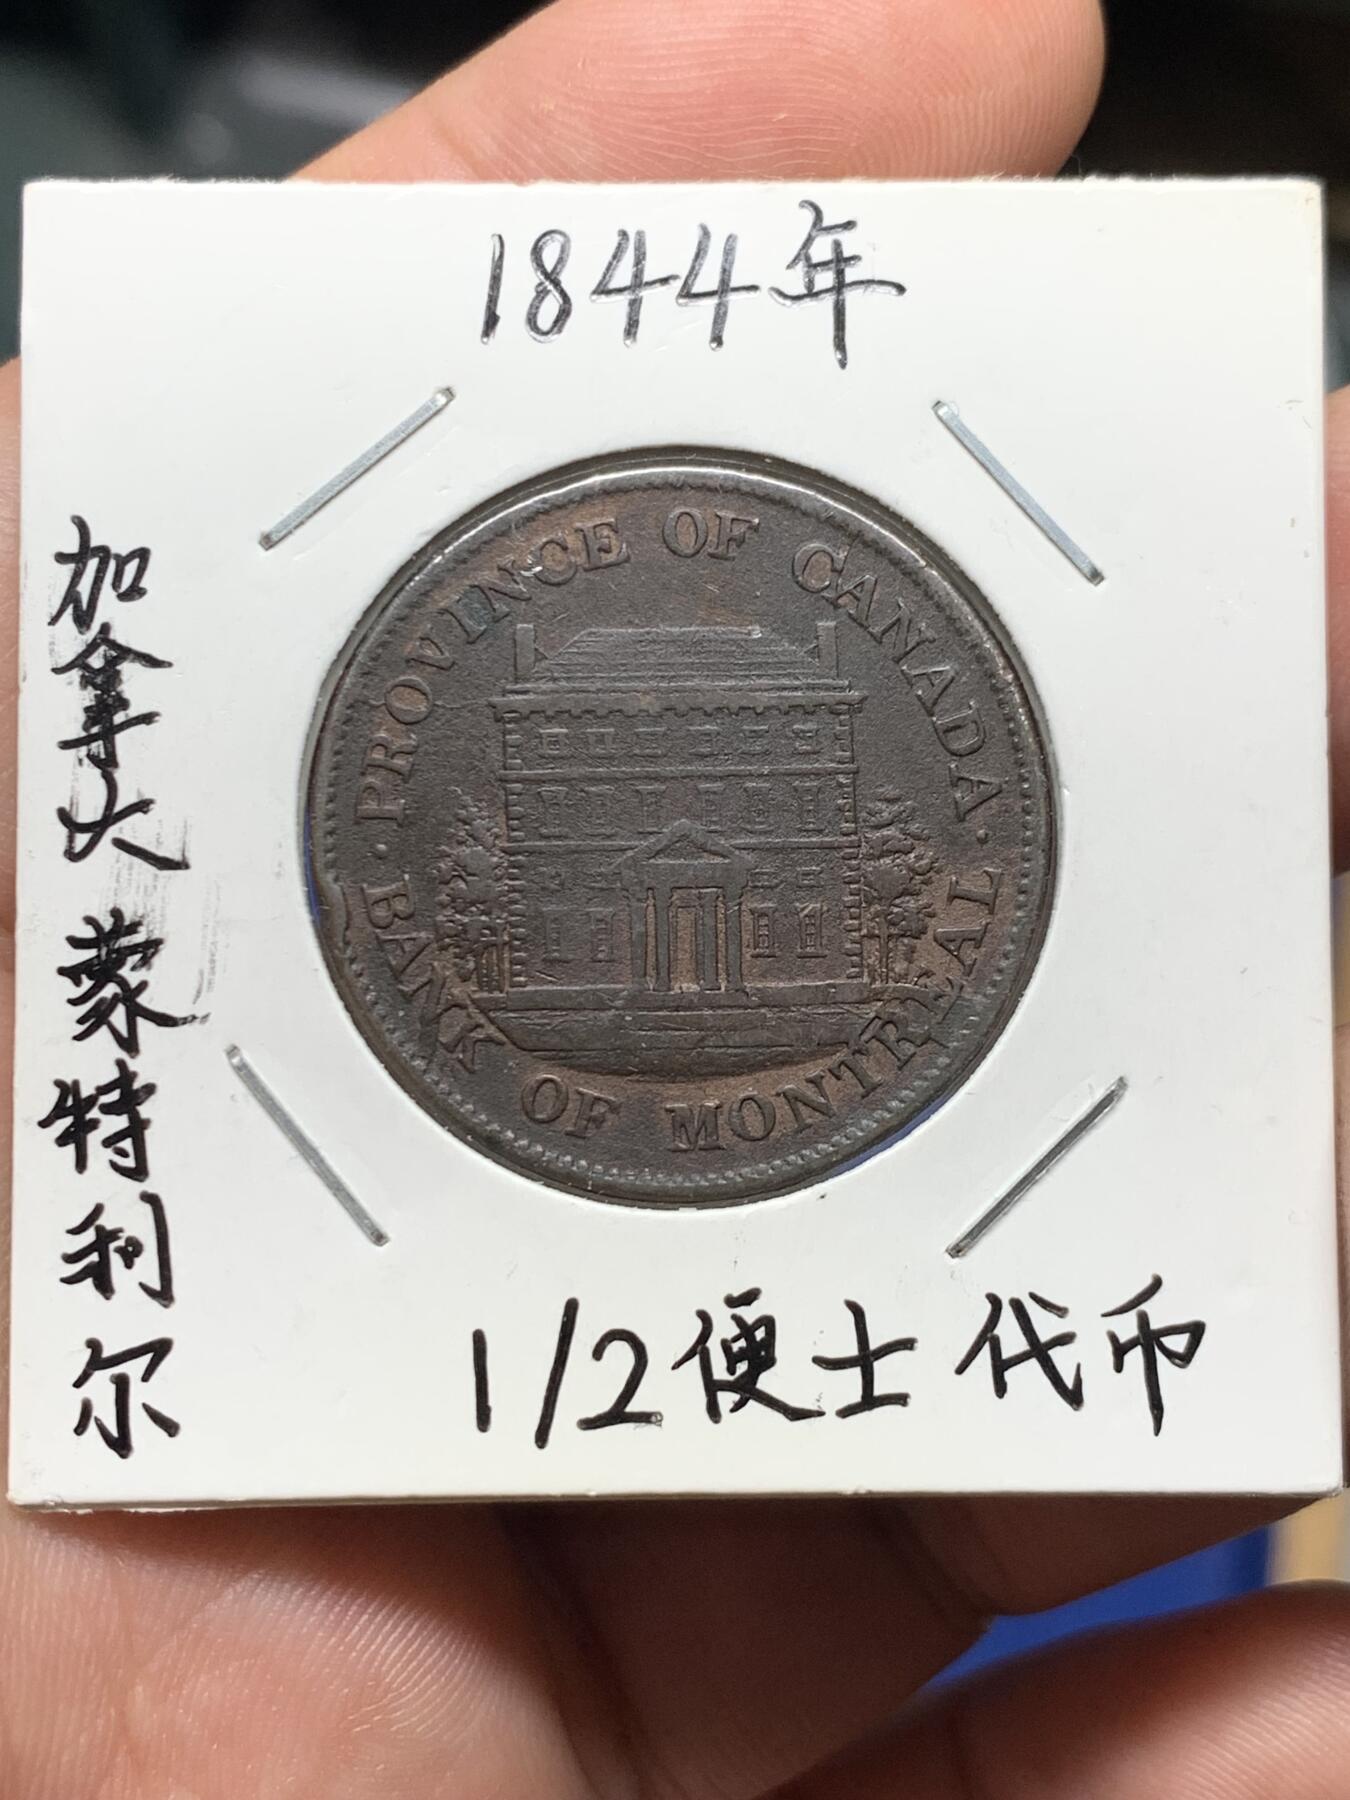 1844年
加拿大 蒙特利尔
· PROVINCE OF CANADA ·
BANK OF MONTREAL
1/2便士 代币